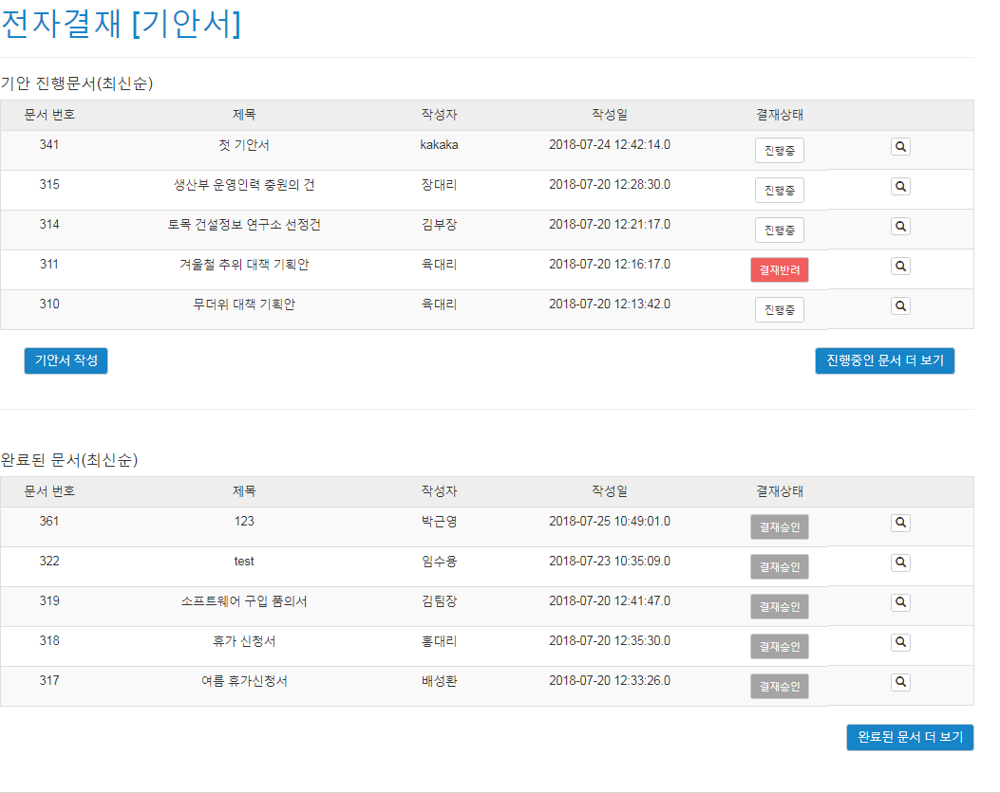 전자결재 [기안서]
기안 진행문서(최신순)
문서 번호 제목 작성자 작성일 결재상태
341 첫 기안서 kakaka 2018-07-24 12:42:14.0 진행중
315 생산부 운영인력 충원의 건 장대리 2018-07-20 12:28:30.0 진행중
314 토목 건설정보 연구소 선정건 김부장 2018-07-20 12:21:17.0 진행중
311 겨울철 추위 대책 기획안 육대리 2018-07-20 12:16:17.0 결재반려
310 무더위 대책 기획안 육대리 2018-07-20 12:13:42.0 진행중
기안서 작성 진행중인 문서 더 보기
완료된 문서(최신순)
문서 번호 제목 작성자 작성일 결재상태
361 123 박근영 2018-07-25 10:49:01.0 결재승인
322 test 임수용 2018-07-23 10:35:09.0 결재승인
319 소프트웨어 구입 품의서 김팀장 2018-07-20 12:41:47.0 결재승인
318 휴가 신청서 홍대리 2018-07-20 12:35:30.0 결재승인
317 여름 휴가신청서 배성환 2018-07-20 12:33:26.0 결재승인
완료된 문서 더 보기